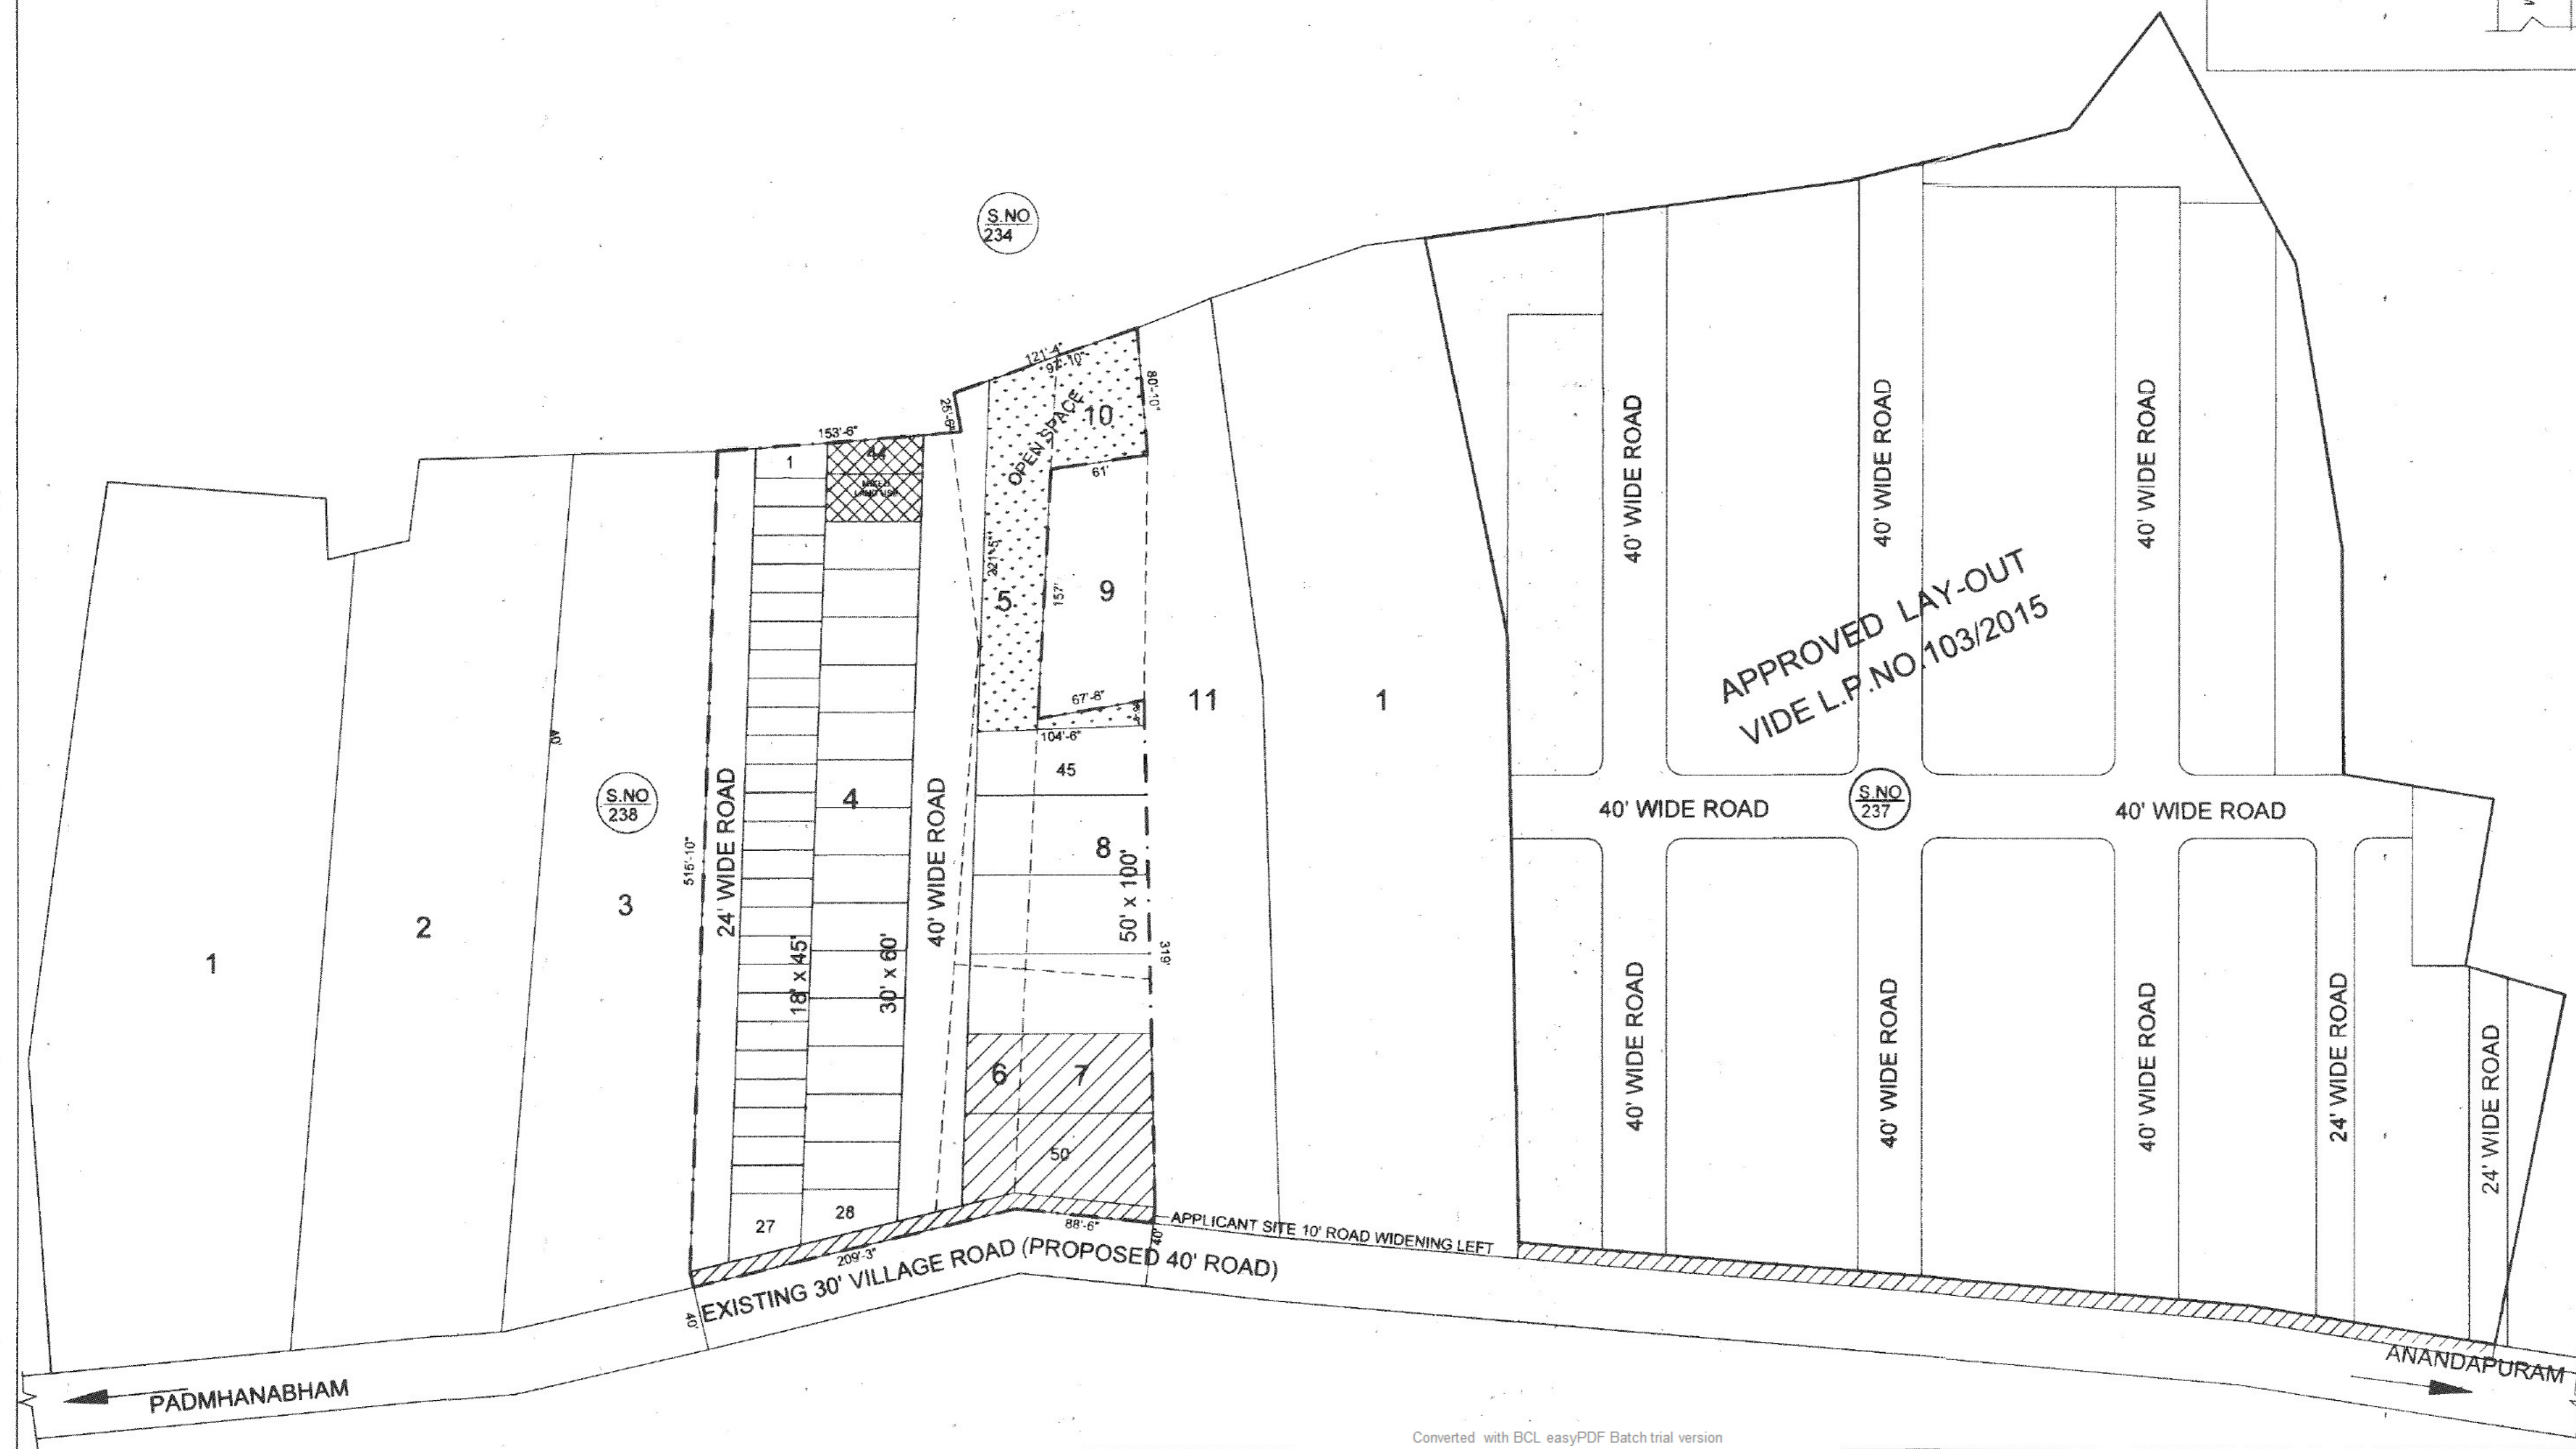 S.NO
234
121'-4"
97'-10"
80'-10"
10
OPEN SPACE
25'-6"
153'-6"
44
1
61'
9
157'
221'-5"
5
67'-6"
104'-6"
45
11
1
8
50' x 100'
319'
4
S.NO
238
40'
515'-10"
24' WIDE ROAD
40' WIDE ROAD
18' x 45'
30' x 60'
1
2
3
6
7
50
27
28
209'-3"
88'-6"
40'
40'
APPLICANT SITE 10' ROAD WIDENING LEFT
EXISTING 30' VILLAGE ROAD (PROPOSED 40' ROAD)
40' WIDE ROAD
40' WIDE ROAD
40' WIDE ROAD
APPROVED LAY-OUT
VIDE L.P.NO.103/2015
40' WIDE ROAD
S.NO
237
40' WIDE ROAD
40' WIDE ROAD
40' WIDE ROAD
40' WIDE ROAD
24' WIDE ROAD
24' WIDE ROAD
PADMHANABHAM
ANANDAPURAM
Converted with BCL easyPDF Batch trial version